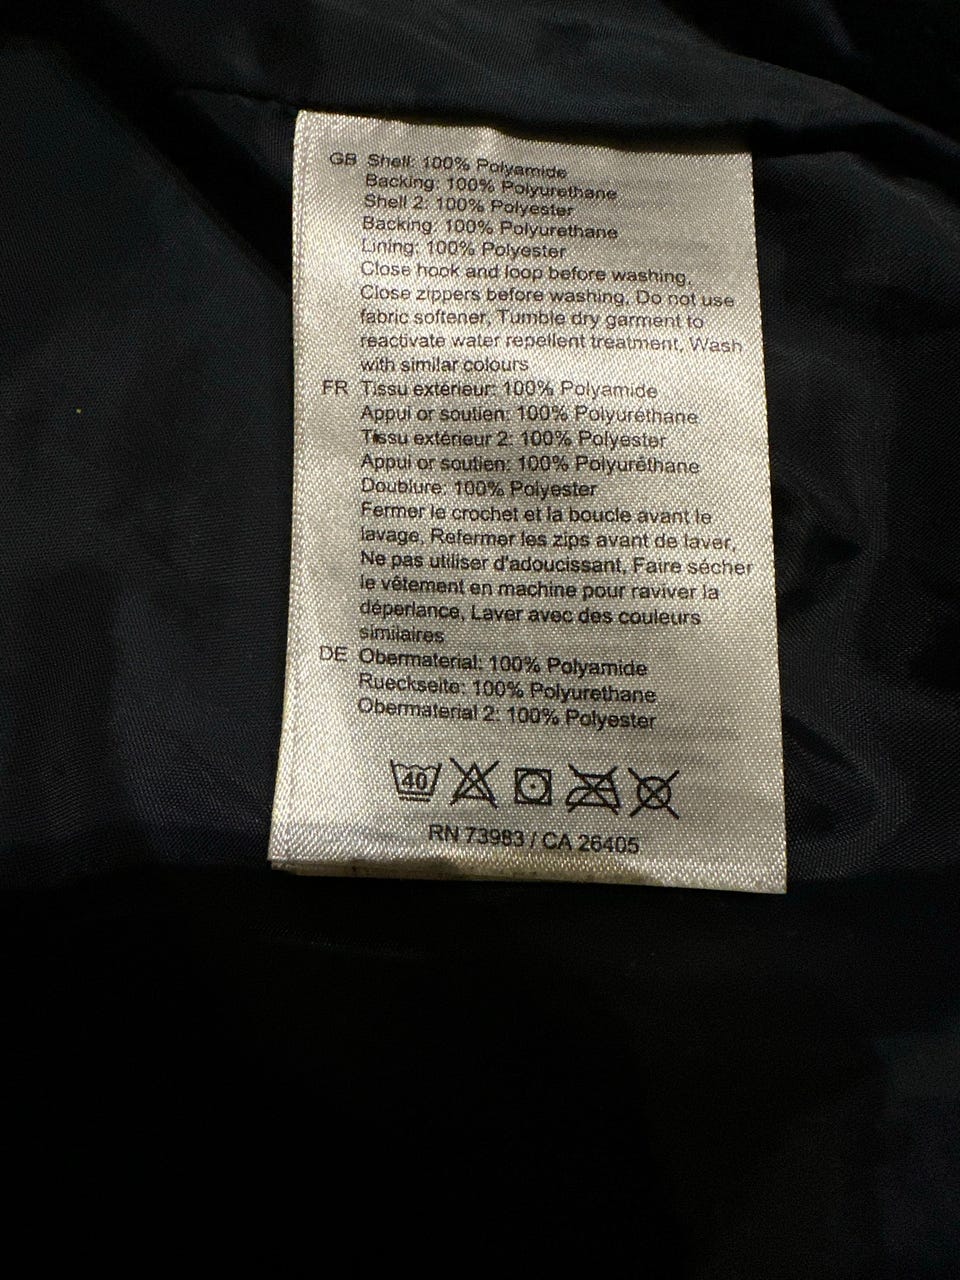 GB Shell: 100% Polyamide
Backing: 100% Polyurethane
Shell 2: 100% Polyester
Backing: 100% Polyurethane
Lining: 100% Polyester
Close hook and loop before washing,
Close zippers before washing, Do not use
fabric softener, Tumble dry garment to
reactivate water repellent treatment, Wash
with similar colours
FR Tissu extérieur: 100% Polyamide
Appui or soutien: 100% Polyuréthane
Tissu extérieur 2: 100% Polyester
Appui or soutien: 100% Polyuréthane
Doublure: 100% Polyester
Fermer le crochet et la boucle avant le
lavage, Refermer les zips avant de laver,
Ne pas utiliser d'adoucissant, Faire sécher
le vêtement en machine pour raviver la
déperlance, Laver avec des couleurs
similaires
DE Obermaterial: 100% Polyamide
Rueckseite: 100% Polyurethane
Obermaterial 2: 100% Polyester
40
RN 73983 / CA 26405